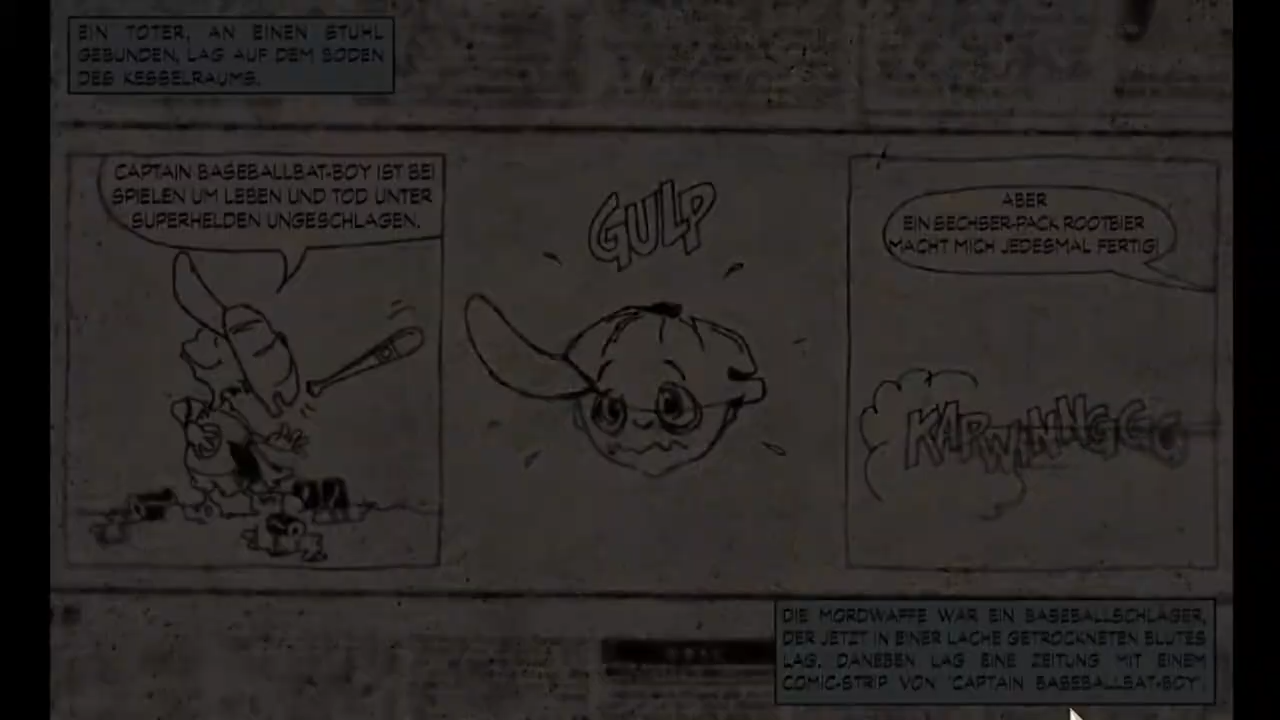 EIN TOTER, AN EINEN STUHL
GEBUNDEN, LAG AUF DEM BODEN
DES KESSELRAUMS.
CAPTAIN BASEBALLBAT-BOY IST BEI
SPIELEN UM LEBEN UND TOD UNTER
SUPERHELDEN UNGESCHLAGEN.
GULP
ABER
EIN SECHSER-PACK ROOTBIER
MACHT MICH JEDESMAL FERTIG!
KAPWINNNGGG
DIE MORDWAFFE WAR EIN BASEBALLSCHLÄGER,
DER JETZT IN EINER LACHE GETROCKNETEN BLUTES
LAG. DANEBEN LAG EINE ZEITUNG MIT EINEM
COMIC-STRIP VON 'CAPTAIN BASEBALLBAT-BOY'.